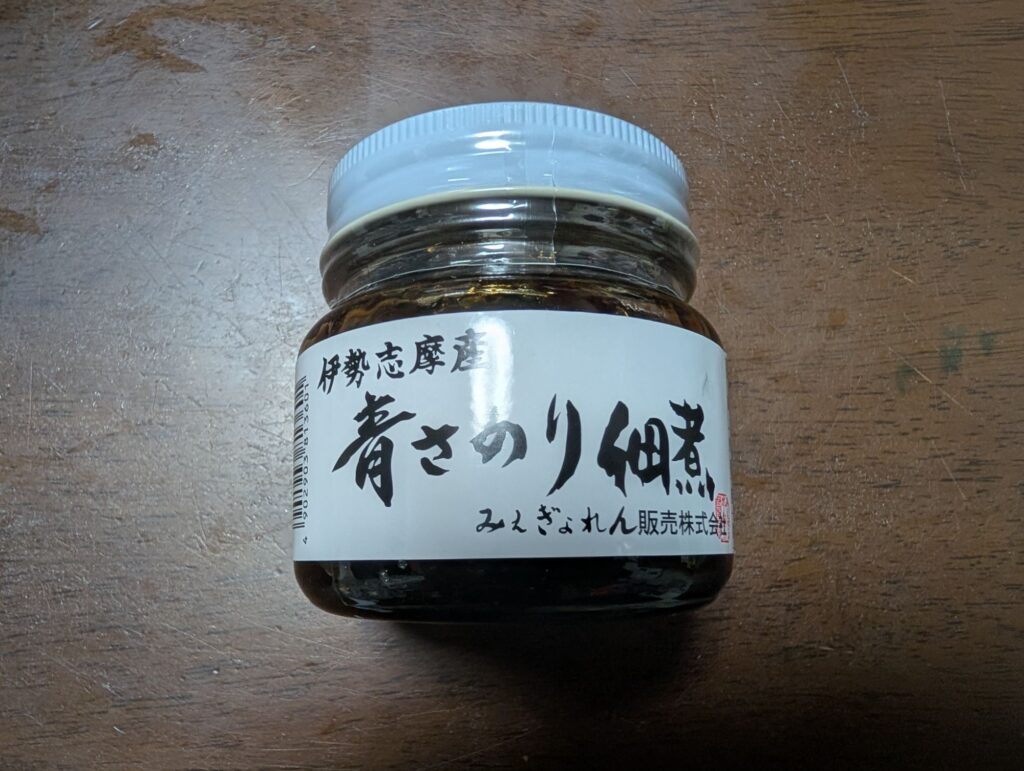 伊勢志摩産
青さのり佃煮
みえぎょれん販売株式会社